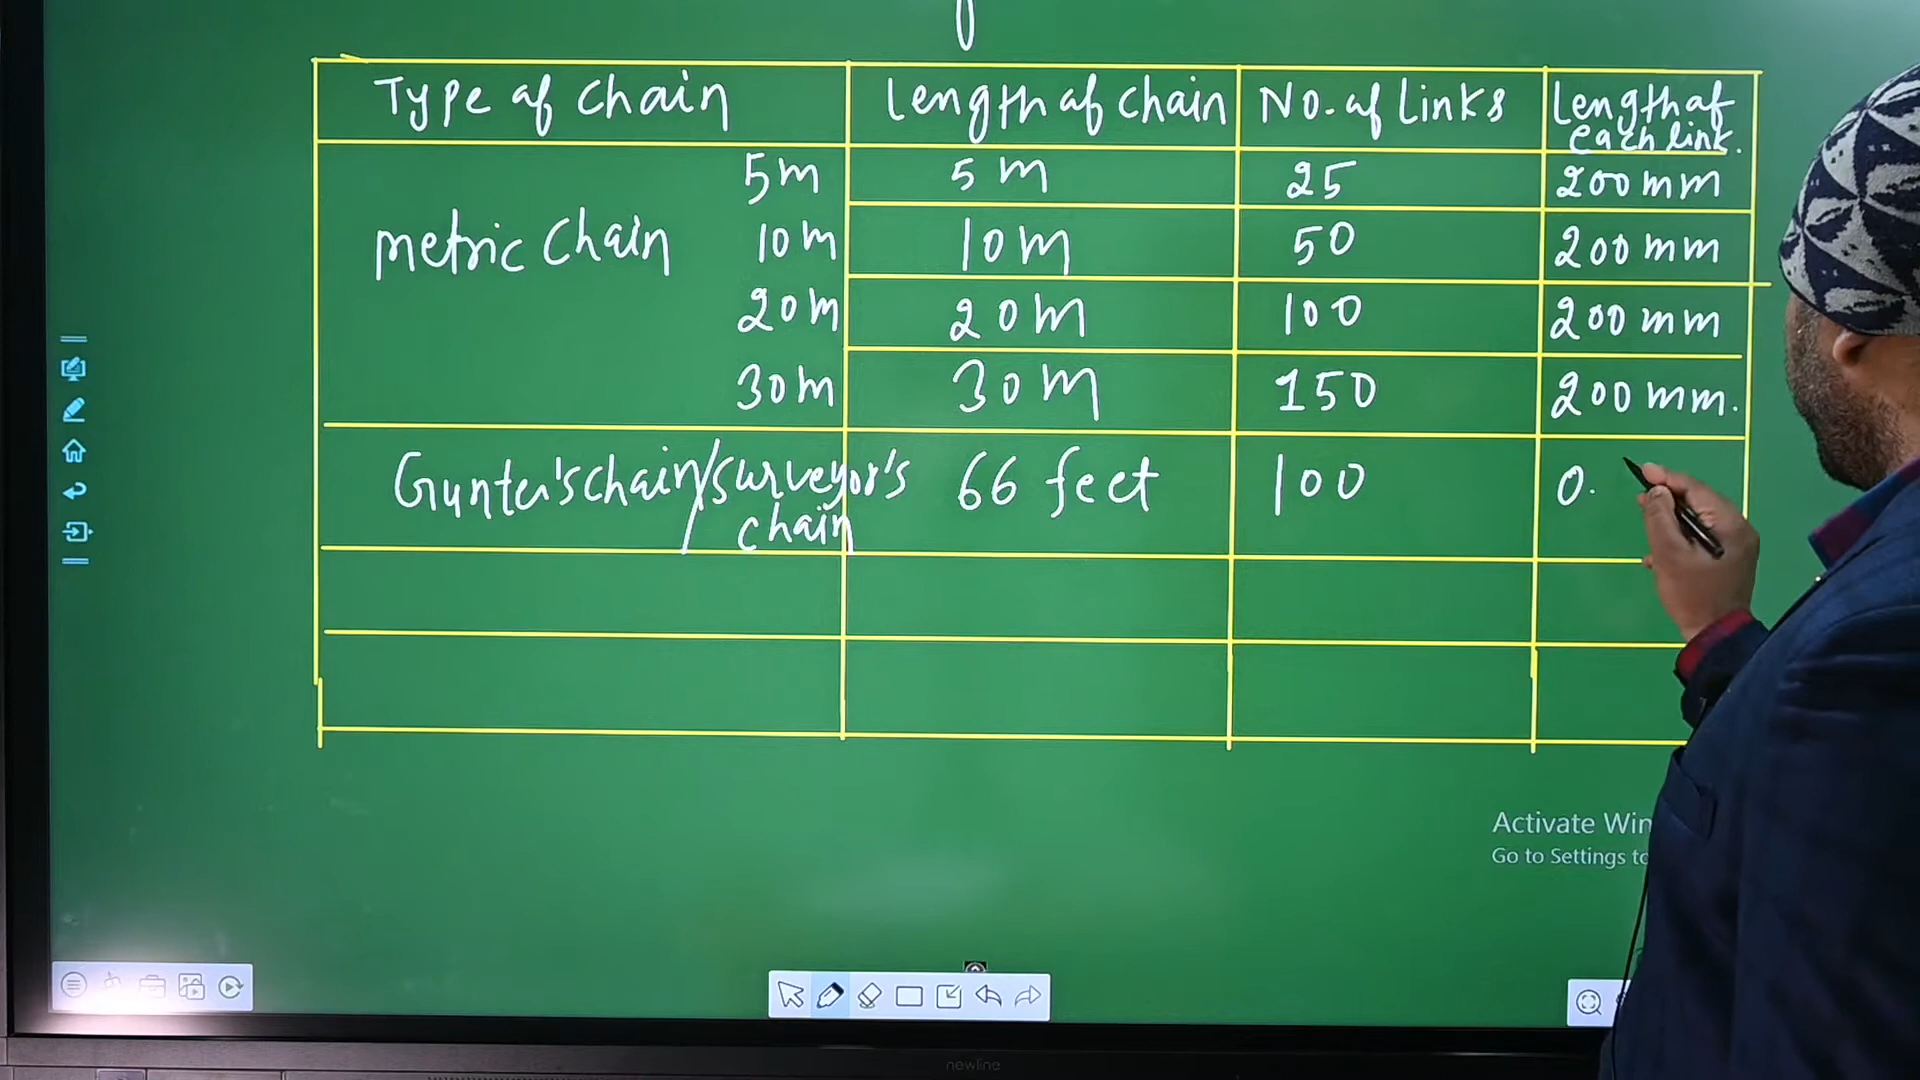 Type of chain Length of chain No. of Links Length of each link.
5m 5 m 25 200mm
metric chain 10m 10m 50 200 mm
20m 20m 100 200 mm
30m 30m 150 200 mm.
Gunter's chain/surveyor's chain 66 feet 100 0.
Activate Win
Go to Settings to
newline